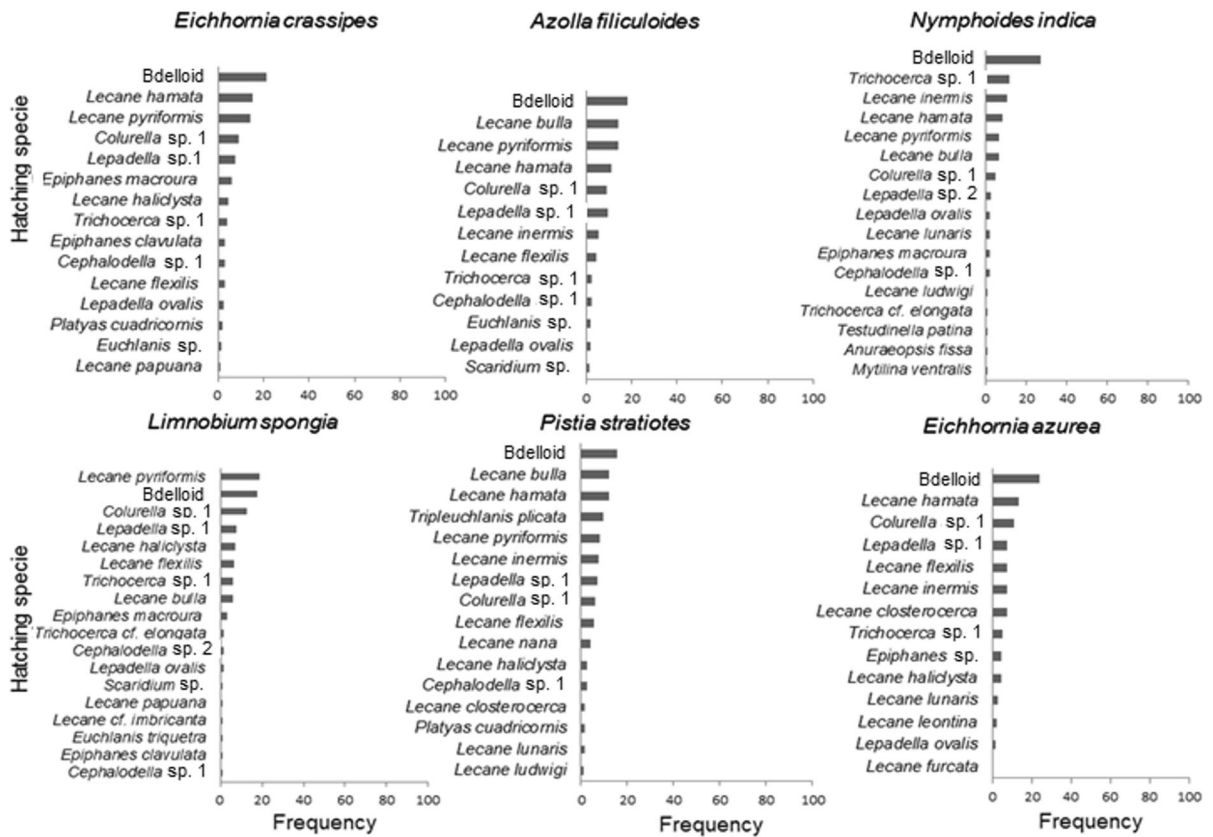 Eichhornia crassipes
Hatching specie
Bdelloid
Lecane hamata
Lecane pyriformis
Colurella sp. 1
Lepadella sp.1
Epiphanes macroura
Lecane haliclysta
Trichocerca sp. 1
Epiphanes clavulata
Cephalodella sp. 1
Lecane flexilis
Lepadella ovalis
Platyas cuadricornis
Euchlanis sp.
Lecane papuana
0 20 40 60 80 100
Azolla filiculoides
Bdelloid
Lecane bulla
Lecane pyriformis
Lecane hamata
Colurella sp. 1
Lepadella sp. 1
Lecane inermis
Lecane flexilis
Trichocerca sp. 1
Cephalodella sp. 1
Euchlanis sp.
Lepadella ovalis
Scaridium sp.
0 20 40 60 80 100
Nymphoides indica
Bdelloid
Trichocerca sp. 1
Lecane inermis
Lecane hamata
Lecane pyriformis
Lecane bulla
Colurella sp. 1
Lepadella sp. 2
Lepadella ovalis
Lecane lunaris
Epiphanes macroura
Cephalodella sp. 1
Lecane ludwigi
Trichocerca cf. elongata
Testudinella patina
Anuraeopsis fissa
Mytilina ventralis
0 20 40 60 80 100
Limnobium spongia
Hatching specie
Lecane pyriformis
Bdelloid
Colurella sp. 1
Lepadella sp. 1
Lecane haliclysta
Lecane flexilis
Trichocerca sp. 1
Lecane bulla
Epiphanes macroura
Trichocerca cf. elongata
Cephalodella sp. 2
Lepadella ovalis
Scaridium sp.
Lecane papuana
Lecane cf. imbricanta
Euchlanis triquetra
Epiphanes clavulata
Cephalodella sp. 1
0 20 40 60 80 100
Frequency
Pistia stratiotes
Bdelloid
Lecane bulla
Lecane hamata
Tripleuchlanis plicata
Lecane pyriformis
Lecane inermis
Lepadella sp. 1
Colurella sp. 1
Lecane flexilis
Lecane nana
Lecane haliclysta
Cephalodella sp. 1
Lecane closterocerca
Platyas cuadricornis
Lecane lunaris
Lecane ludwigi
0 20 40 60 80 100
Frequency
Eichhornia azurea
Bdelloid
Lecane hamata
Colurella sp. 1
Lepadella sp. 1
Lecane flexilis
Lecane inermis
Lecane closterocerca
Trichocerca sp. 1
Epiphanes sp.
Lecane haliclysta
Lecane lunaris
Lecane leontina
Lepadella ovalis
Lecane furcata
0 20 40 60 80 100
Frequency